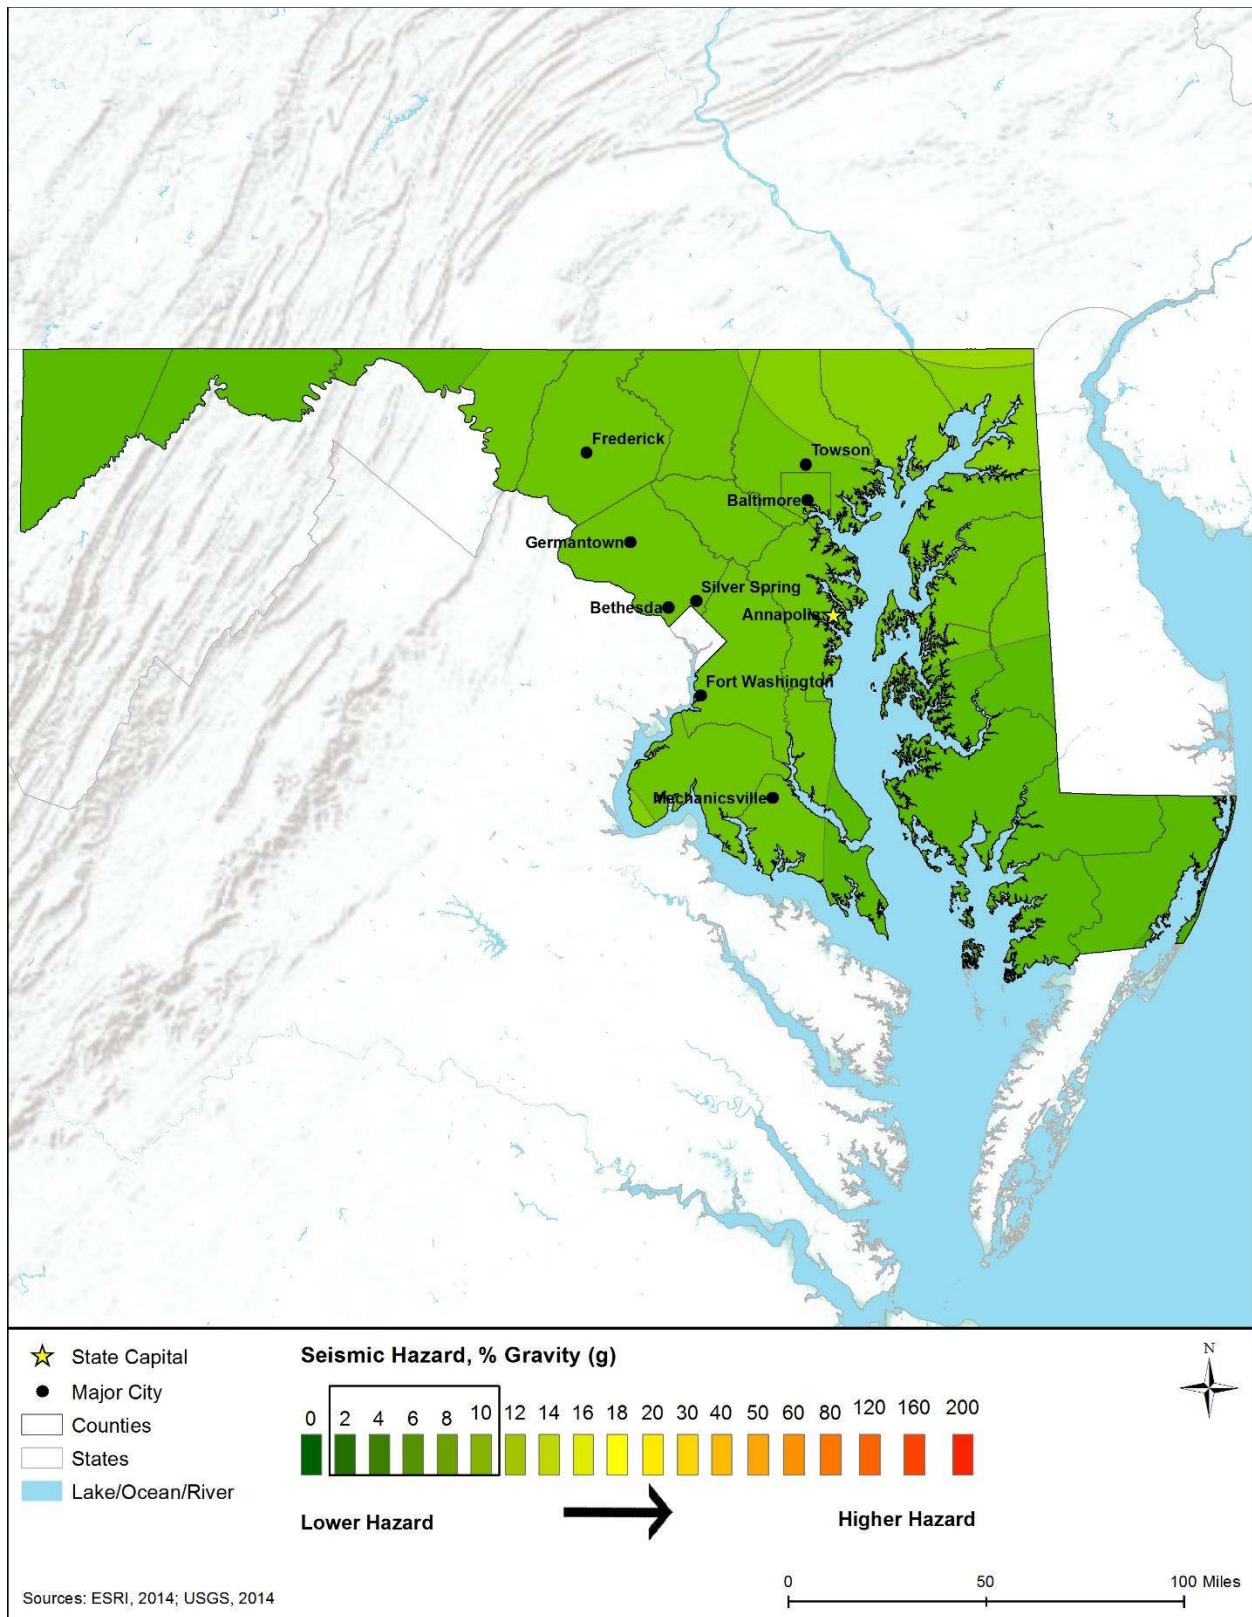 Frederick
Towson
Baltimore
Germantown
Silver Spring
Bethesda
Annapolis
Fort Washington
Mechanicsville
State Capital
Major City
Counties
States
Lake/Ocean/River
Seismic Hazard, % Gravity (g)
0 2 4 6 8 10 12 14 16 18 20 30 40 50 60 80 120 160 200
Lower Hazard
Higher Hazard
N
Sources: ESRI, 2014; USGS, 2014
0 50 100 Miles